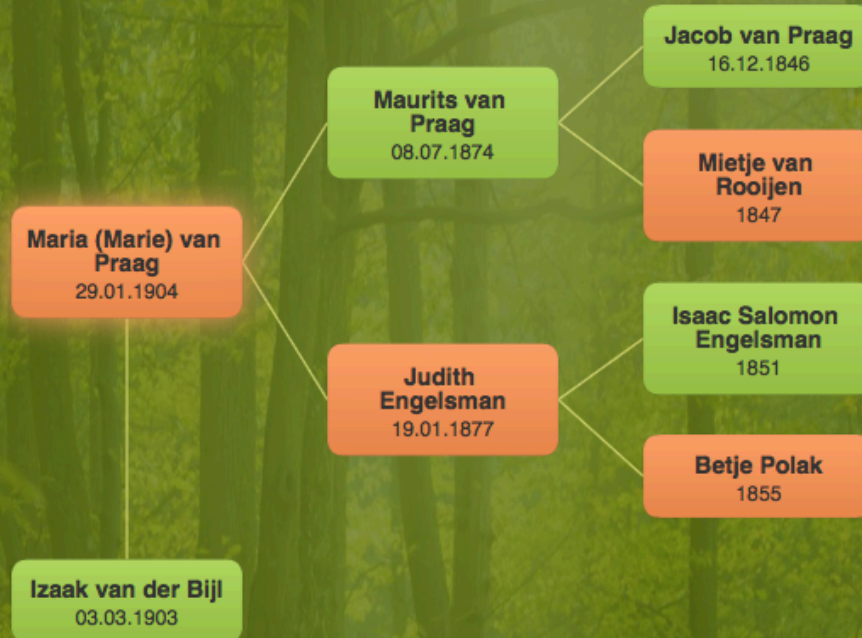 Jacob van Praag
16.12.1846
Maurits van
Praag
08.07.1874
Mietje van
Rooijen
1847
Maria (Marie) van
Praag
29.01.1904
Isaac Salomon
Engelsman
1851
Judith
Engelsman
19.01.1877
Betje Polak
1855
Izaak van der Bijl
03.03.1903